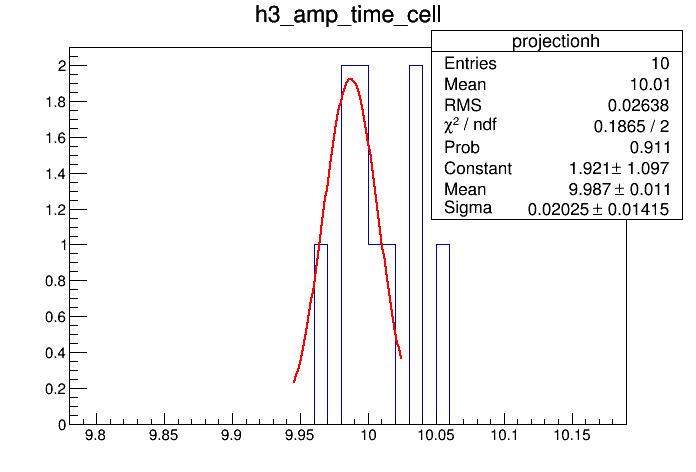 h3_amp_time_cell
projectionh
Entries 10
Mean 10.01
RMS 0.02638
χ² / ndf 0.1865 / 2
Prob 0.911
Constant 1.921± 1.097
Mean 9.987 ± 0.011
Sigma 0.02025 ± 0.01415
2
1.8
1.6
1.4
1.2
1
0.8
0.6
0.4
0.2
0
9.8 9.85 9.9 9.95 10 10.05 10.1 10.15